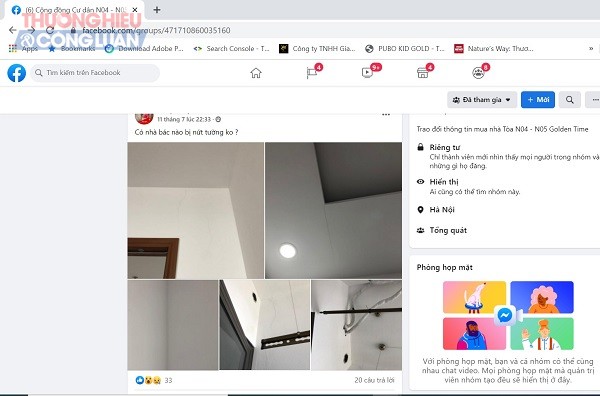 THƯƠNG HIỆU
& CÔNG LUẬN
(6) Cộng đồng Cư dân N04 - N05
facebook.com/groups/471710860035160
Apps
Bookmarks
Download Adobe P...
Search Console - T...
Công ty TNHH Gia...
PUBO KID GOLD - T...
Nature's Way: Thươ...
»
Tìm kiếm trên Facebook
4
9+
4
8
Đã tham gia
+ Mời
11 tháng 7 lúc 22:33
Có nhà bác nào bị nứt tường ko ?
33
20 câu trả lời
Trao đổi thông tin mua nhà Tòa N04 - N05 Golden Time
Riêng tư
Chỉ thành viên mới nhìn thấy mọi người trong nhóm và
những gì họ đăng.
Hiển thị
Ai cũng có thể tìm nhóm này.
Hà Nội
Tổng quát
Phòng họp mặt
Với phòng họp mặt, bạn và cả nhóm có thể cùng
nhau chat video. Mọi phòng họp mặt mà quản trị
viên nhóm tạo đều sẽ hiển thị ở đây.